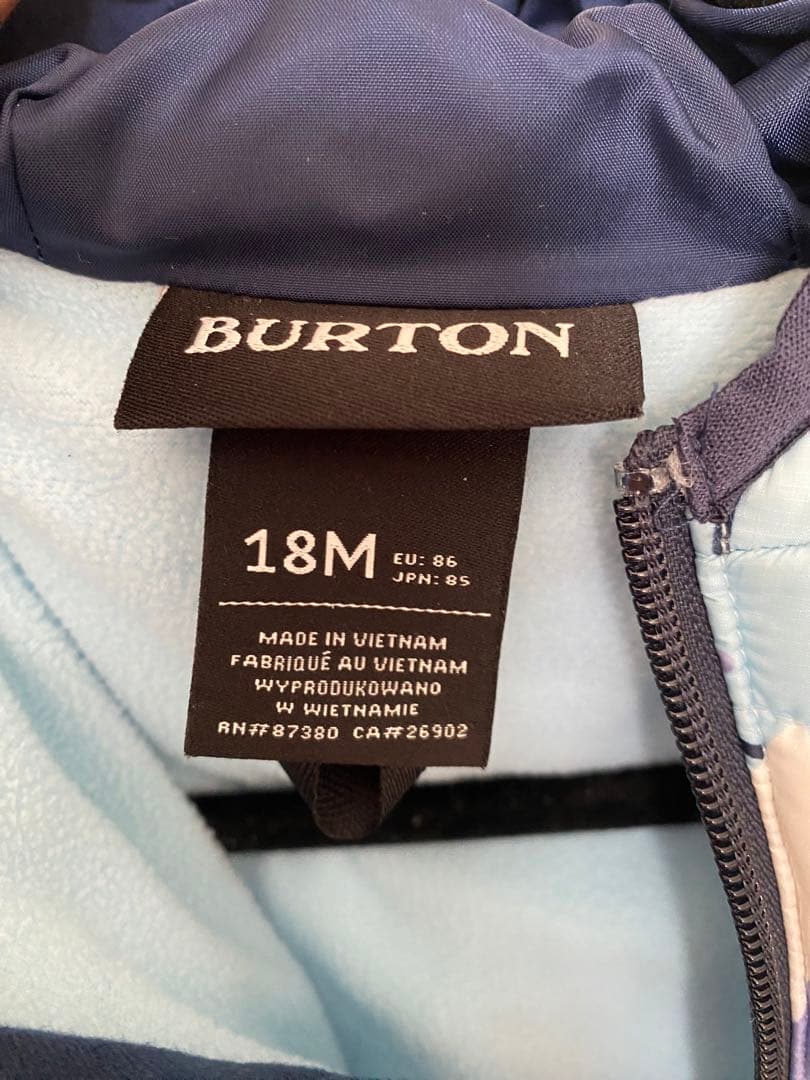 BURTON
18M
EU: 86
JPN: 85
MADE IN VIETNAM
FABRIQUÉ AU VIETNAM
WYPRODUKOWANO
W WIETNAMIE
RN#87380 CA#26902